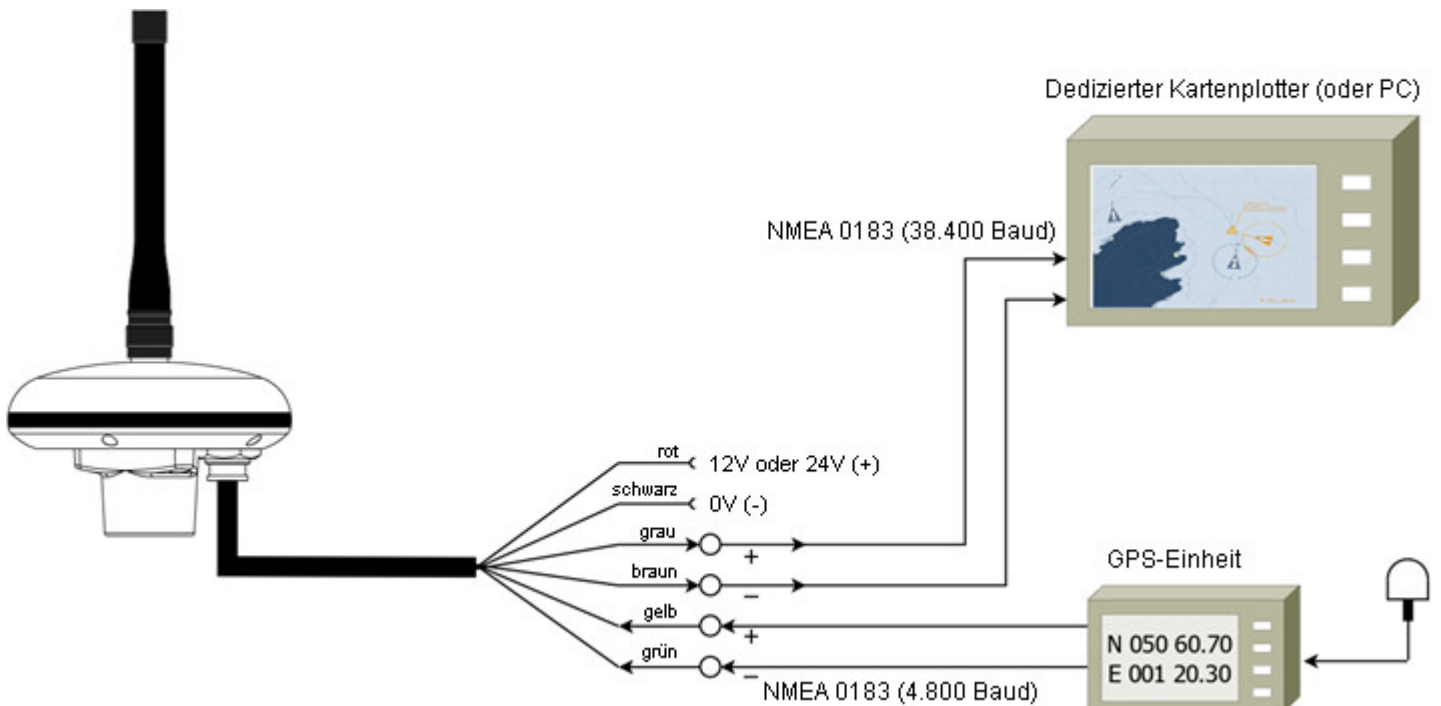 Dedizierter Kartenplotter (oder PC)
NMEA 0183 (38.400 Baud)
rot
12V oder 24V (+)
schwarz
0V (-)
grau
+
braun
–
GPS-Einheit
gelb
+
grün
–
N 050 60.70
E 001 20.30
NMEA 0183 (4.800 Baud)